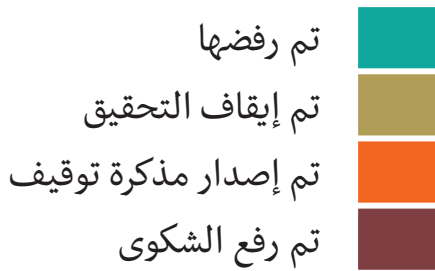 تم رفضها
تم إيقاف التحقيق
تم إصدار مذكرة توقيف
تم رفع الشكوى